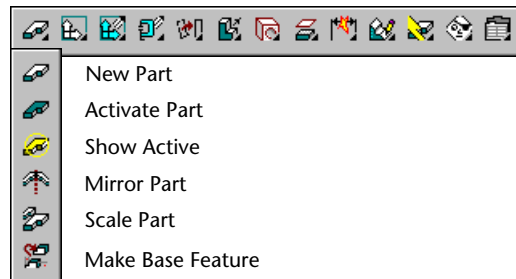 New Part
Activate Part
Show Active
Mirror Part
Scale Part
Make Base Feature